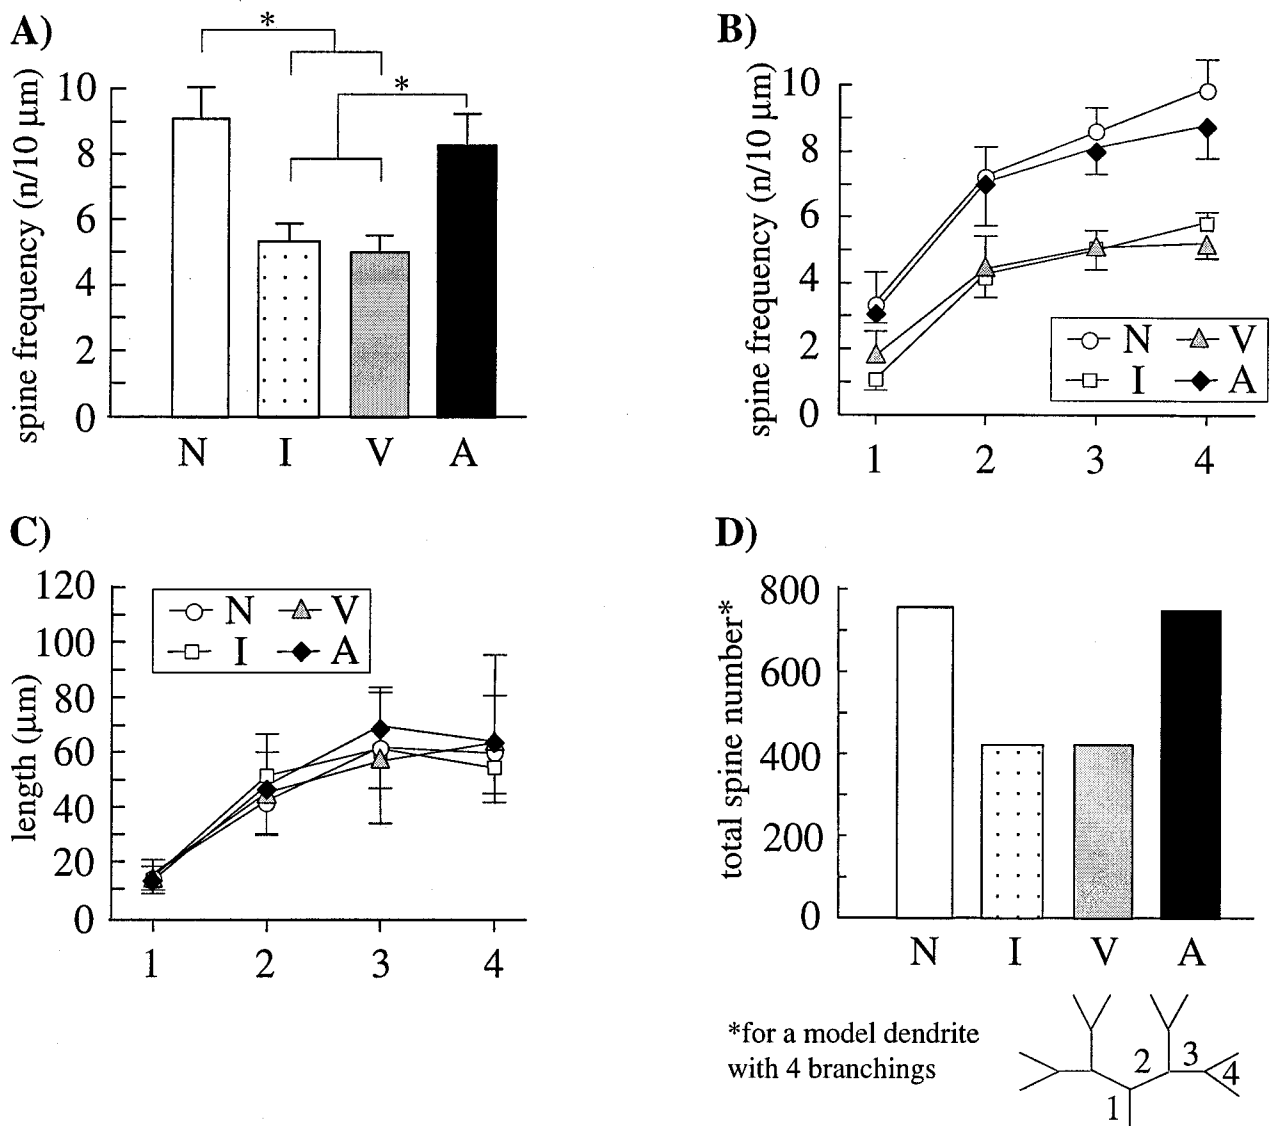 A)
spine frequency (n/10 μm)
10
8
6
4
2
0
*
*
N I V A
B)
spine frequency (n/10 μm)
10
8
6
4
2
0
N V
I A
1 2 3 4
C)
length (μm)
120
100
80
60
40
20
0
N V
I A
1 2 3 4
D)
total spine number*
800
600
400
200
0
N I V A
*for a model dendrite
with 4 branchings
2 3
4
1